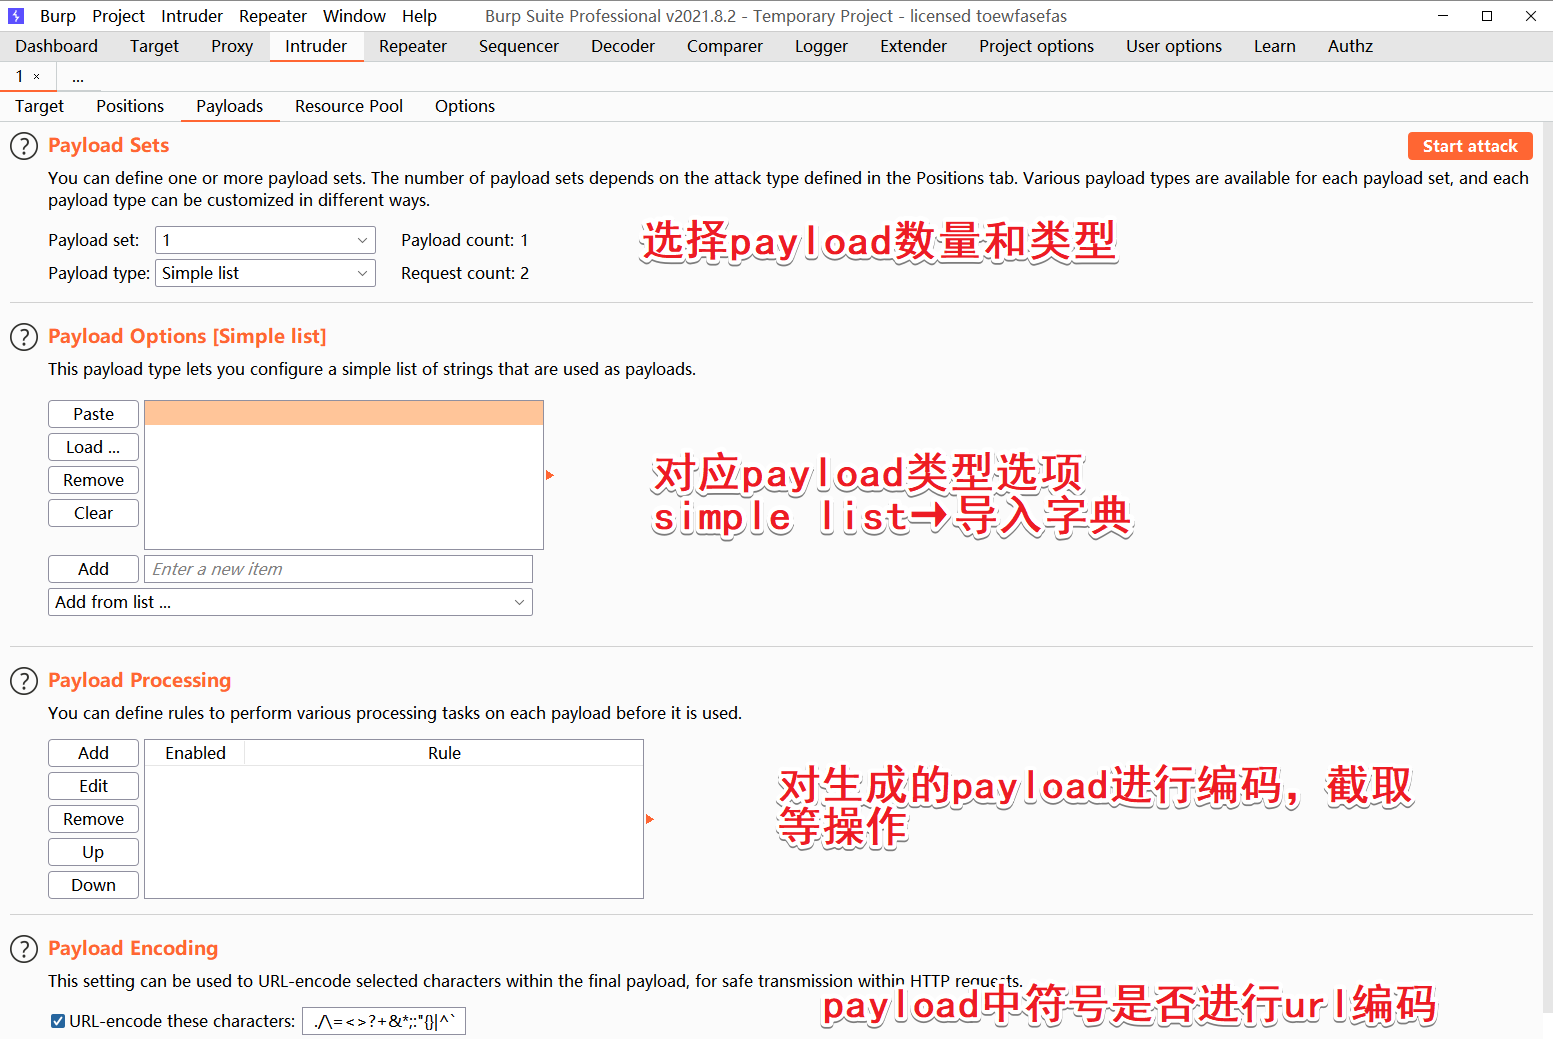 Burp Project Intruder Repeater Window Help Burp Suite Professional v2021.8.2 - Temporary Project - licensed toewfasefas
Dashboard Target Proxy Intruder Repeater Sequencer Decoder Comparer Logger Extender Project options User options Learn Authz
1 × ...
Target Positions Payloads Resource Pool Options
Payload Sets
Start attack
You can define one or more payload sets. The number of payload sets depends on the attack type defined in the Positions tab. Various payload types are available for each payload set, and each
payload type can be customized in different ways.
Payload set: 1 Payload count: 1
Payload type: Simple list Request count: 2
选择payload数量和类型
Payload Options [Simple list]
This payload type lets you configure a simple list of strings that are used as payloads.
Paste
Load ...
Remove
Clear
Add Enter a new item
Add from list ...
对应payload类型选项
simple list→导入字典
Payload Processing
You can define rules to perform various processing tasks on each payload before it is used.
Add Enabled Rule
Edit
Remove
Up
Down
对生成的payload进行编码，截取
等操作
Payload Encoding
This setting can be used to URL-encode selected characters within the final payload, for safe transmission within HTTP requests.
URL-encode these characters: ./\=<>?+&*;:"{}|^`
payload中符号是否进行url编码